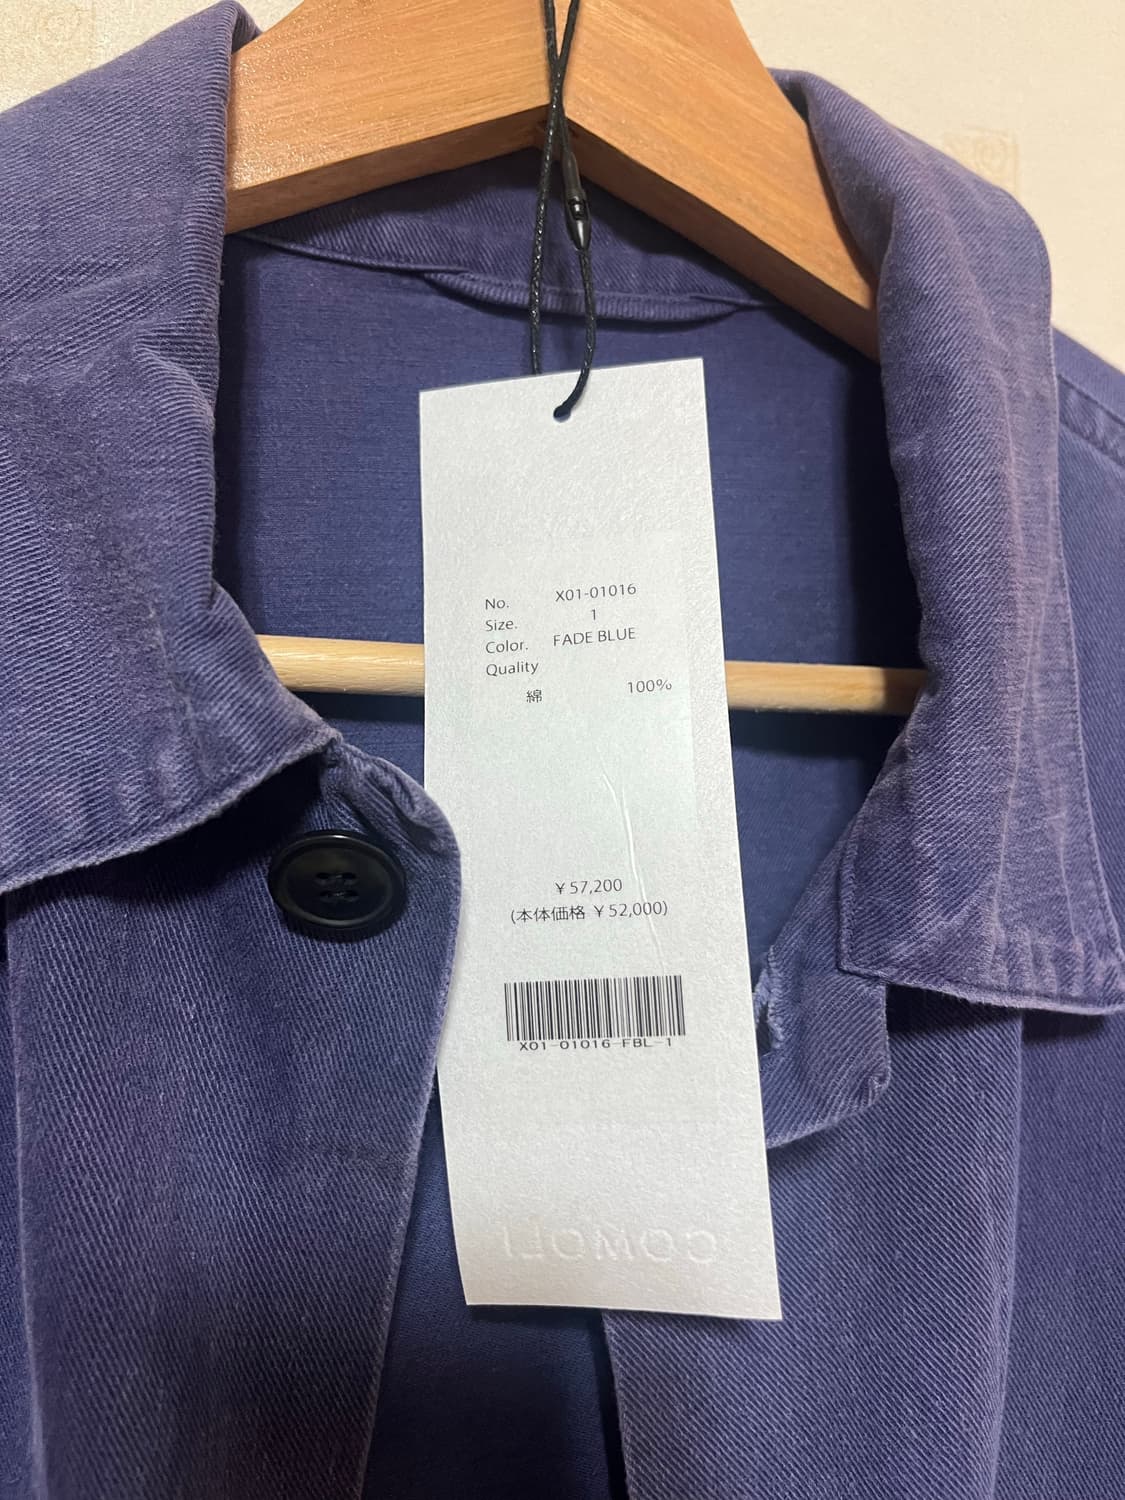 No. X01-01016
Size. 1
Color. FADE BLUE
Quality
綿 100%
¥57,200
(本体価格 ¥52,000)
X01-01016-FBL-1
COMOLI